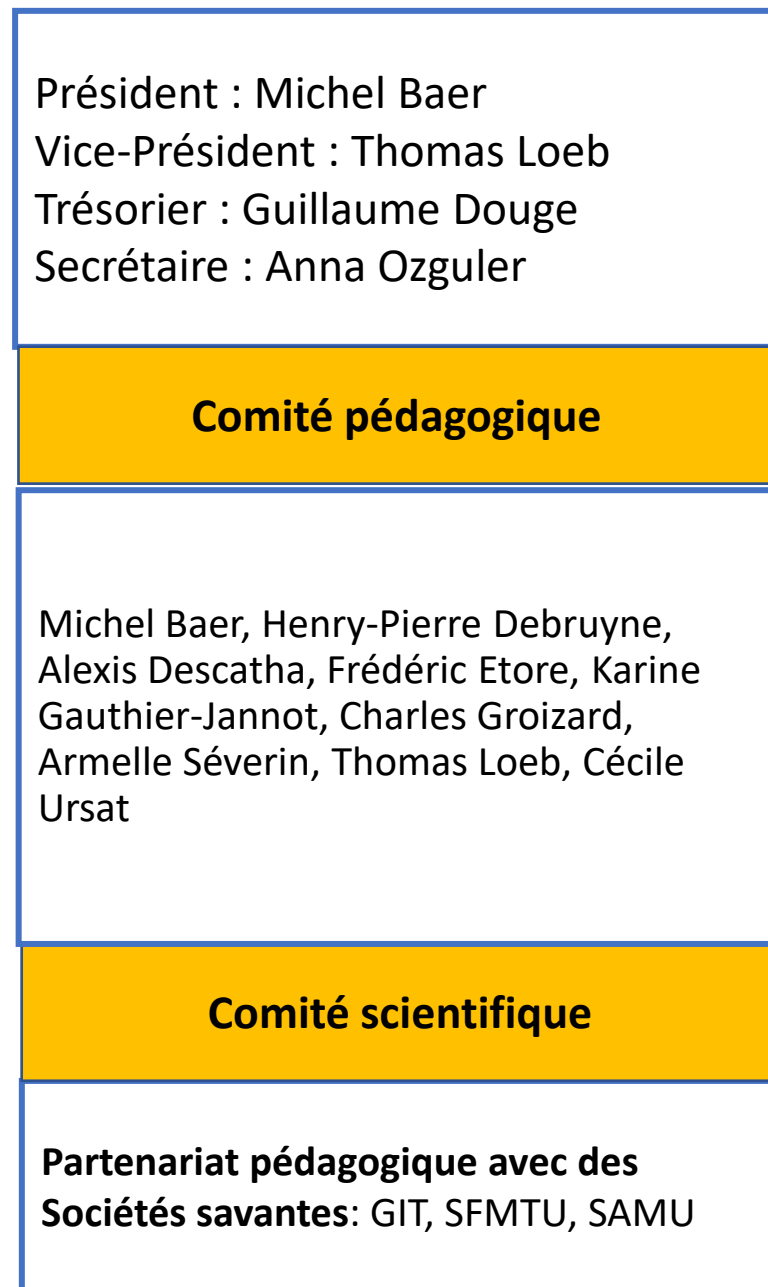 Président : Michel Baer
Vice-Président : Thomas Loeb
Trésorier : Guillaume Douge
Secrétaire : Anna Ozguler
Comité pédagogique
Michel Baer, Henry-Pierre Debruyne,
Alexis Descatha, Frédéric Etore, Karine
Gauthier-Jannot, Charles Groizard,
Armelle Séverin, Thomas Loeb, Cécile
Ursat
Comité scientifique
Partenariat pédagogique avec des
Sociétés savantes: GIT, SFMTU, SAMU